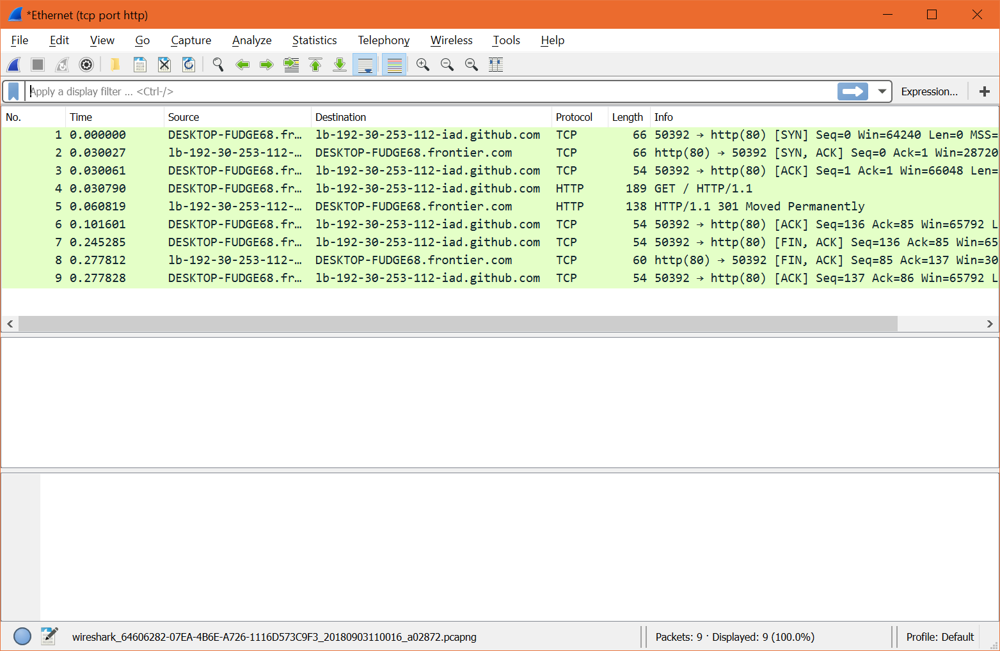 *Ethernet (tcp port http)
File Edit View Go Capture Analyze Statistics Telephony Wireless Tools Help
Apply a display filter ... <Ctrl-/> Expression...
No. Time Source Destination Protocol Length Info
1 0.000000 DESKTOP-FUDGE68.fr… lb-192-30-253-112-iad.github.com TCP 66 50392 → http(80) [SYN] Seq=0 Win=64240 Len=0 MSS=
2 0.030027 lb-192-30-253-112-… DESKTOP-FUDGE68.frontier.com TCP 66 http(80) → 50392 [SYN, ACK] Seq=0 Ack=1 Win=28720
3 0.030061 DESKTOP-FUDGE68.fr… lb-192-30-253-112-iad.github.com TCP 54 50392 → http(80) [ACK] Seq=1 Ack=1 Win=66048 Len=
4 0.030790 DESKTOP-FUDGE68.fr… lb-192-30-253-112-iad.github.com HTTP 189 GET / HTTP/1.1
5 0.060819 lb-192-30-253-112-… DESKTOP-FUDGE68.frontier.com HTTP 138 HTTP/1.1 301 Moved Permanently
6 0.101601 DESKTOP-FUDGE68.fr… lb-192-30-253-112-iad.github.com TCP 54 50392 → http(80) [ACK] Seq=136 Ack=85 Win=65792 L
7 0.245285 DESKTOP-FUDGE68.fr… lb-192-30-253-112-iad.github.com TCP 54 50392 → http(80) [FIN, ACK] Seq=136 Ack=85 Win=65
8 0.277812 lb-192-30-253-112-… DESKTOP-FUDGE68.frontier.com TCP 60 http(80) → 50392 [FIN, ACK] Seq=85 Ack=137 Win=30
9 0.277828 DESKTOP-FUDGE68.fr… lb-192-30-253-112-iad.github.com TCP 54 50392 → http(80) [ACK] Seq=137 Ack=86 Win=65792 L
wireshark_64606282-07EA-4B6E-A726-1116D573C9F3_20180903110016_a02872.pcapng Packets: 9 · Displayed: 9 (100.0%) Profile: Default